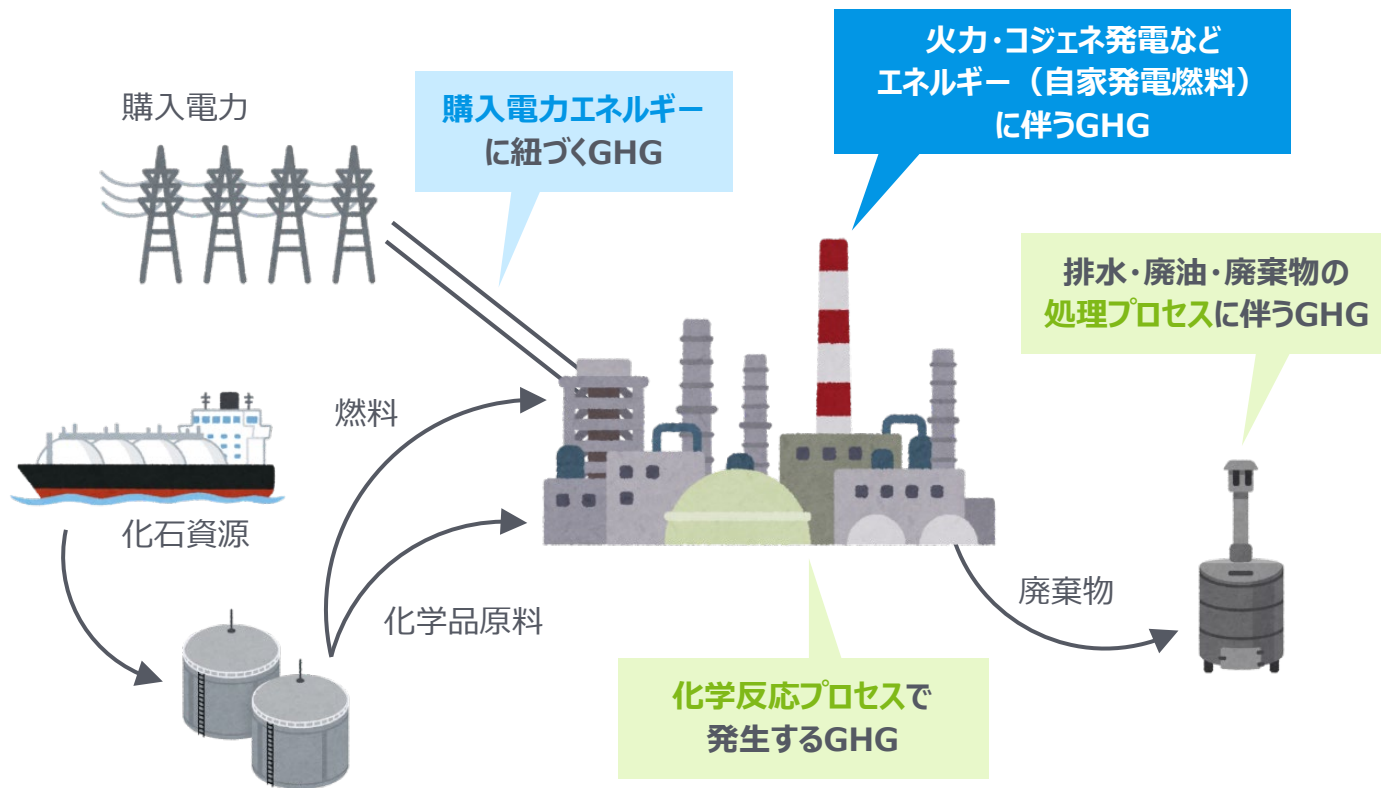 火力・コジェネ発電など
エネルギー（自家発電燃料）
に伴うGHG
購入電力
購入電力エネルギー
に紐づくGHG
排水・廃油・廃棄物の
処理プロセスに伴うGHG
燃料
化石資源
化学品原料
廃棄物
化学反応プロセスで
発生するGHG